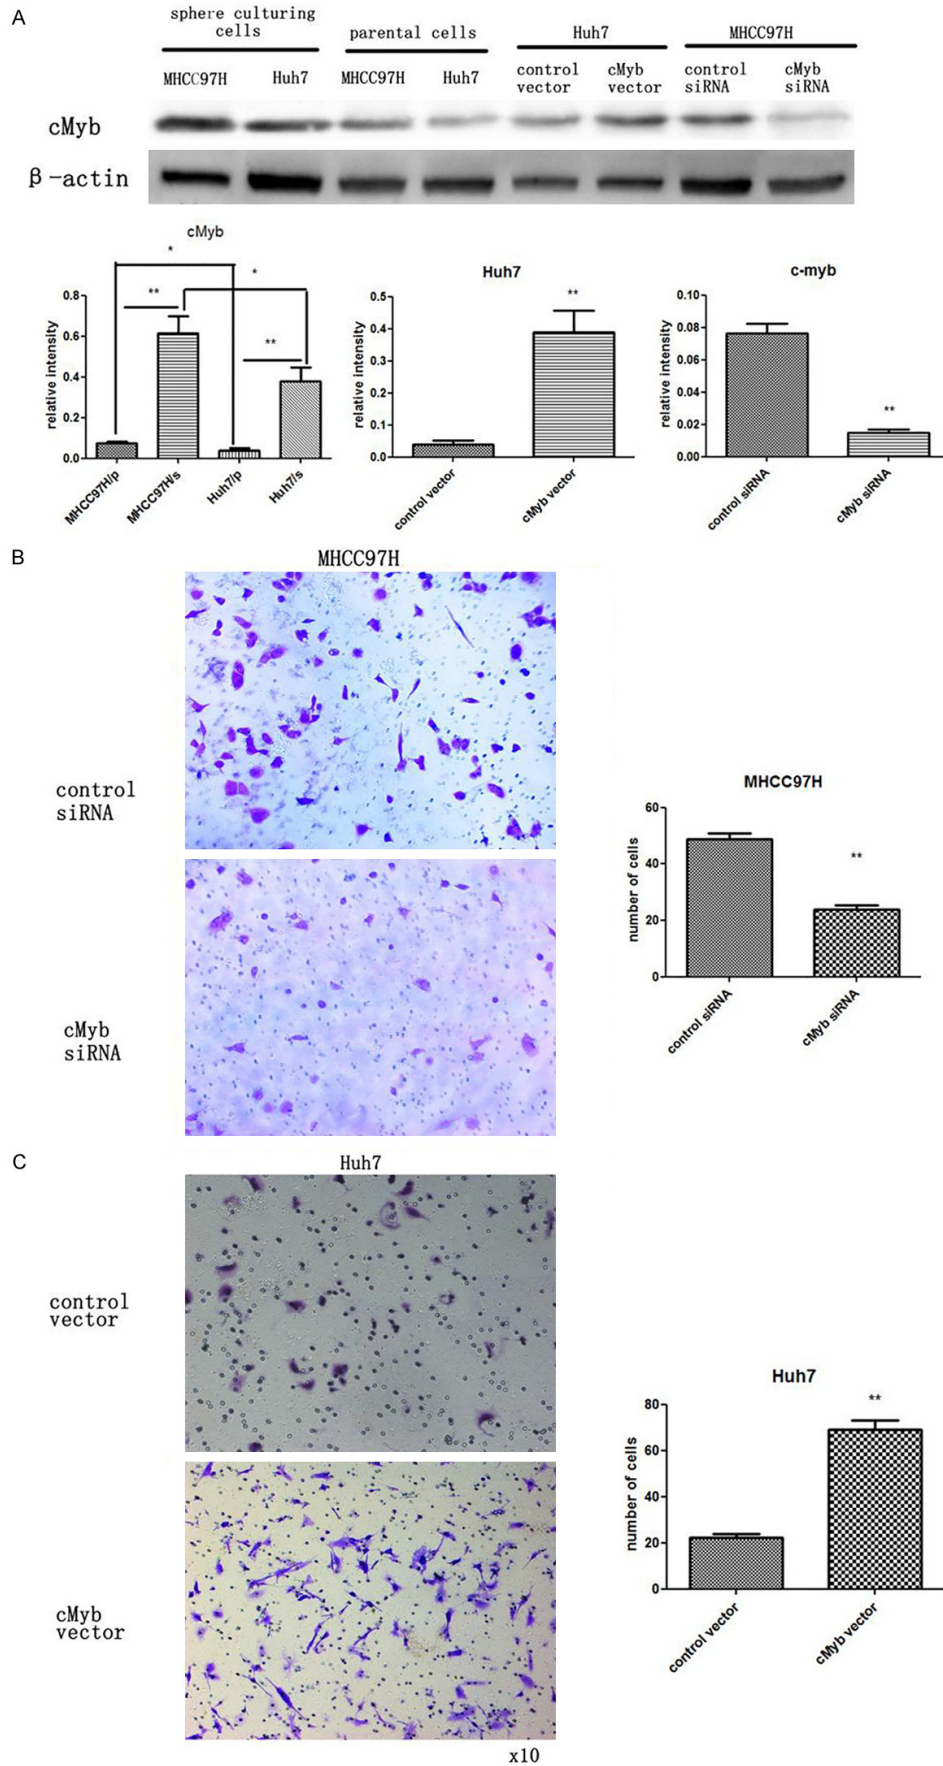 A
sphere culturing
cells
parental cells
Huh7
MHCC97H
MHCC97H
Huh7
MHCC97H
Huh7
control
vector
cMyb
vector
control
siRNA
cMyb
siRNA
cMyb
β-actin
cMyb
*
*
**
**
relative intensity
0.8
0.6
0.4
0.2
0.0
MHCC97H/p
MHCC97H/s
Huh7/p
Huh7/s
Huh7
**
relative intensity
0.5
0.4
0.3
0.2
0.1
0.0
control vector
cMyb vector
c-myb
**
relative intensity
0.10
0.08
0.06
0.04
0.02
0.00
control siRNA
cMyb siRNA
B
MHCC97H
control
siRNA
cMyb
siRNA
MHCC97H
**
number of cells
60
40
20
0
control siRNA
cMyb siRNA
C
Huh7
control
vector
cMyb
vector
x10
Huh7
**
number of cells
80
60
40
20
0
control vector
cMyb vector